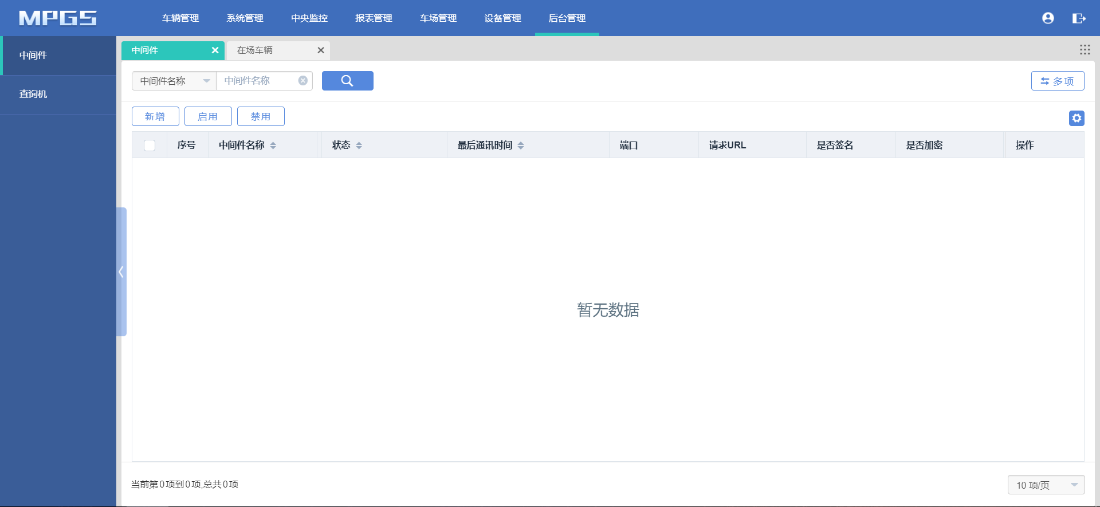 MPGS 车辆管理 系统管理 中央监控 报表管理 车场管理 设备管理 后台管理
中间件 在场车辆
中间件
中间件名称 中间件名称 多项
查询机
新增 启用 禁用
序号 中间件名称 状态 最后通讯时间 端口 请求URL 是否签名 是否加密 操作
暂无数据
当前第0项到0项,总共0项 10 项/页